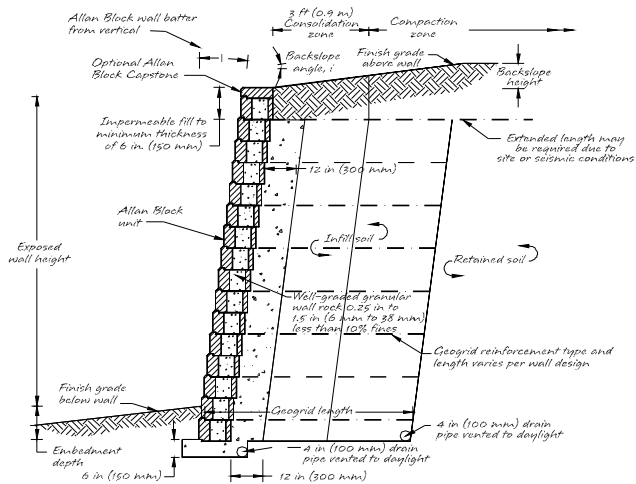 Allan Block wall batter
from vertical
3 ft (0.9 m)
Consolidation
zone
Compaction
zone
Optional Allan
Block Capstone
Backslope
angle, i
Finish grade
above wall
Backslope
height
Impermeable fill to
minimum thickness
of 6 in. (150 mm)
Extended length may
be required due to
site or seismic conditions
12 in (300 mm)
Allan Block
unit
Exposed
wall height
Infill soil
Retained soil
Well-graded granular
wall rock 0.25 in to
1.5 in (6 mm to 38 mm)
less than 10% fines
Geogrid reinforcement type and
length varies per wall design
Finish grade
below wall
Geogrid length
4 in (100 mm) drain
pipe vented to daylight
Embedment
depth
4 in (100 mm) drain
pipe vented to daylight
6 in (150 mm)
12 in (300 mm)